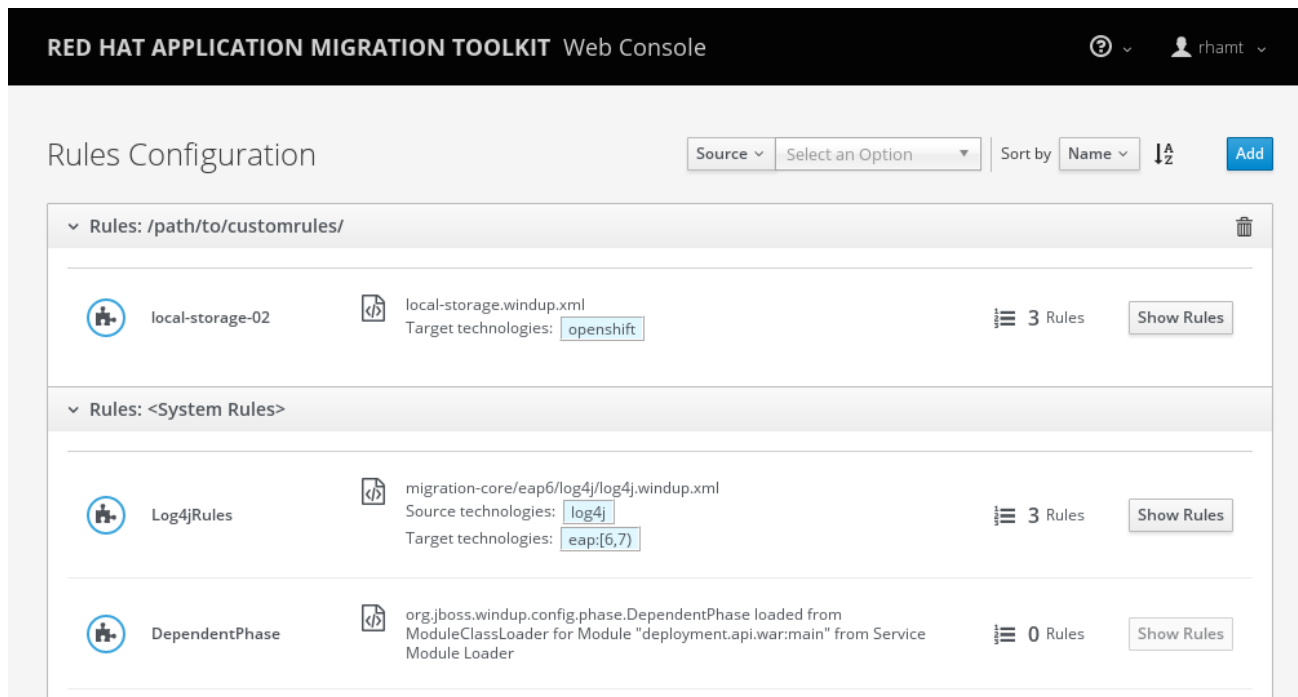 RED HAT APPLICATION MIGRATION TOOLKIT Web Console
rhamt
Rules Configuration
Source
Select an Option
Sort by
Name
Add
Rules: /path/to/customrules/
local-storage-02
local-storage.windup.xml
Target technologies: openshift
3 Rules
Show Rules
Rules: <System Rules>
Log4jRules
migration-core/eap6/log4j/log4j.windup.xml
Source technologies: log4j
Target technologies: eap:[6,7)
3 Rules
Show Rules
DependentPhase
org.jboss.windup.config.phase.DependentPhase loaded from
ModuleClassLoader for Module "deployment.api.war:main" from Service
Module Loader
0 Rules
Show Rules